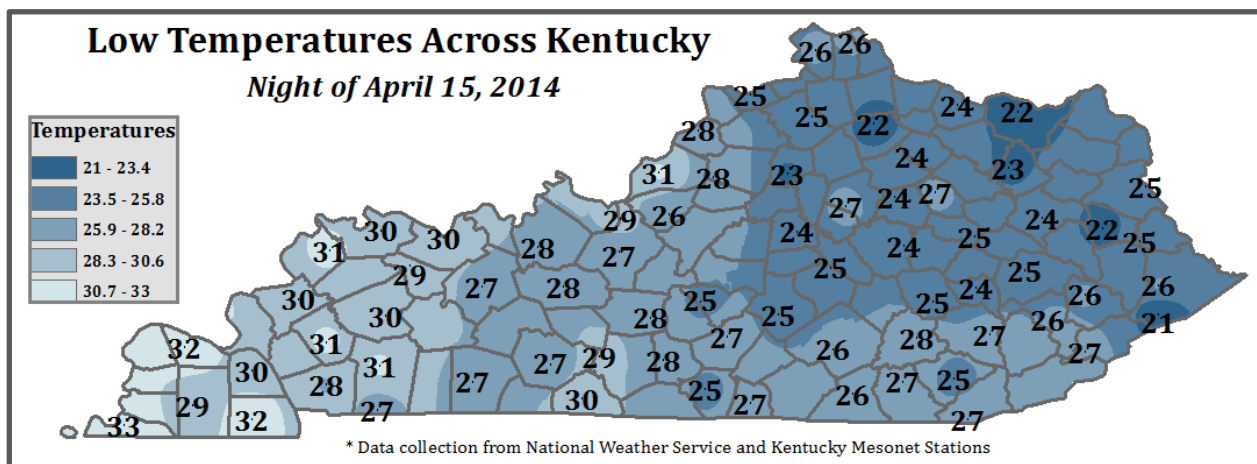 Low Temperatures Across Kentucky
Night of April 15, 2014
Temperatures
21 - 23.4
23.5 - 25.8
25.9 - 28.2
28.3 - 30.6
30.7 - 33
26 26
25 25 22 24 22
28 24
31 28 23 23
29 26 27 24 27 25
30 30 24 24 22
31 28 27 24 25 25
29 25 25
27 28 24 26
30 25 25 26
30 28 25 26 21
31 27 28 27
32 31 27 29 28 26 27
30 28 27 25 27 25
29 27 30 27 26
33 32 27
* Data collection from National Weather Service and Kentucky Mesonet Stations